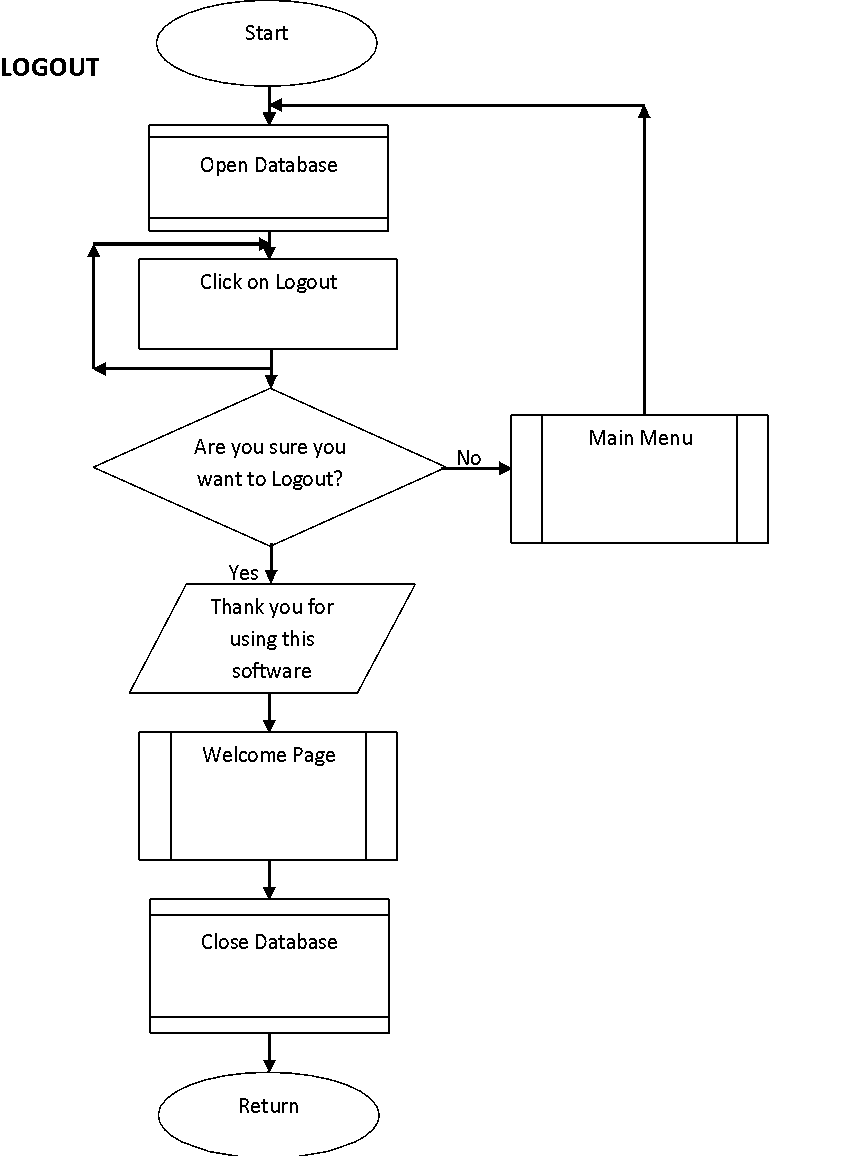 Start
LOGOUT
Open Database
Click on Logout
Are you sure you
want to Logout?
No
Main Menu
Yes
Thank you for
using this
software
Welcome Page
Close Database
Return